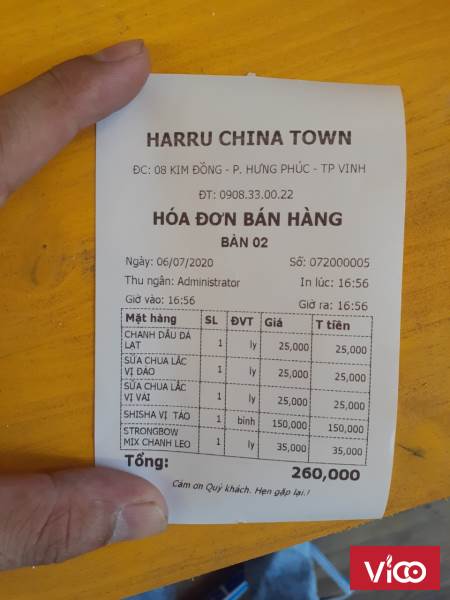 HARRU CHINA TOWN
ĐC: 08 KIM ĐỒNG - P. HƯNG PHÚC - TP VINH
ĐT: 0908.33.00.22
HÓA ĐƠN BÁN HÀNG
BÀN 02
Ngày: 06/07/2020 Số: 072000005
Thu ngân: Administrator In lúc: 16:56
Giờ vào: 16:56 Giờ ra: 16:56
Mặt hàng SL ĐVT Giá T tiền
CHANH DẦU ĐÀ
LẠT 1 ly 25,000 25,000
SỮA CHUA LẮC
VỊ ĐÀO 1 ly 25,000 25,000
SỮA CHUA LẮC
VỊ VẢI 1 ly 25,000 25,000
SHISHA VỊ TÁO 1 bình 150,000 150,000
STRONGBOW
MIX CHANH LEO 1 ly 35,000 35,000
Tổng: 260,000
Cảm ơn Quý khách. Hẹn gặp lại.!
Vico